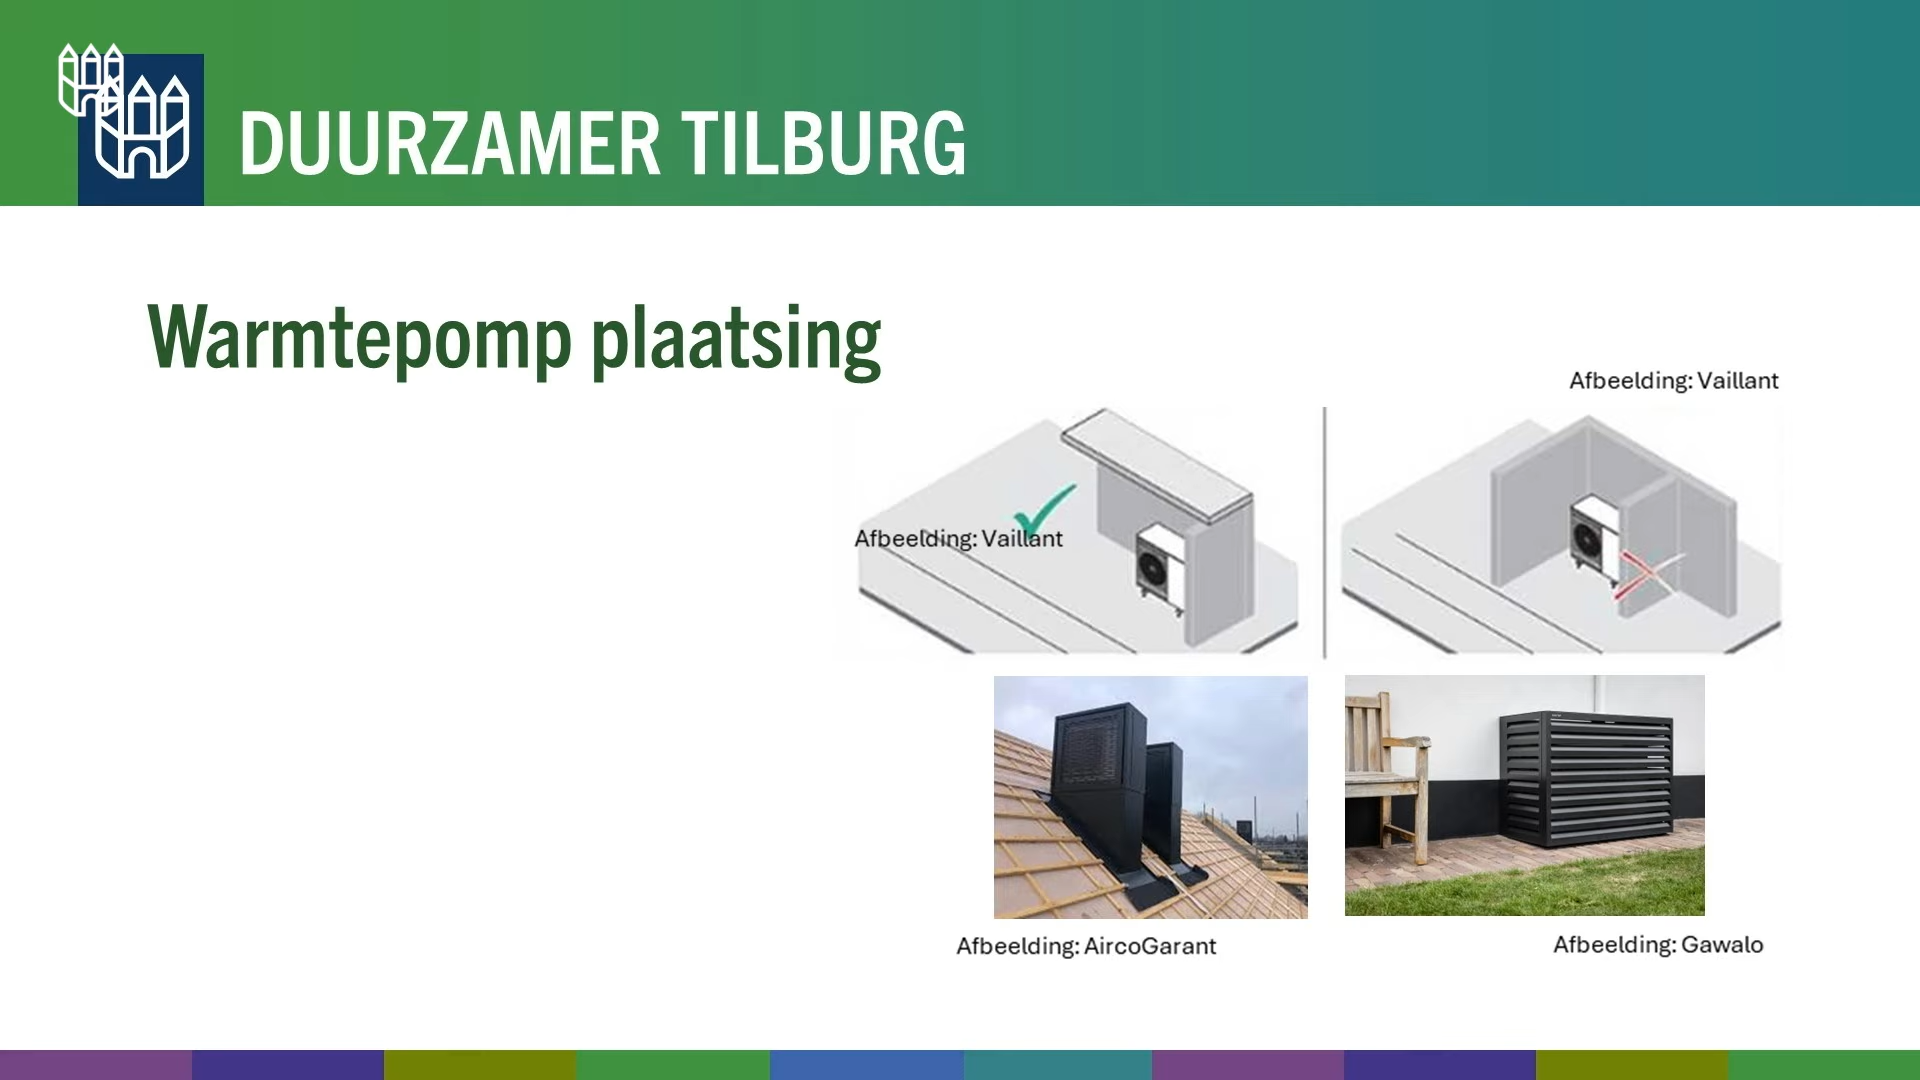 DUURZAMER TILBURG
Warmtepomp plaatsing
Afbeelding: Vaillant
Afbeelding: Vaillant
Afbeelding: AircoGarant
Afbeelding: Gawalo